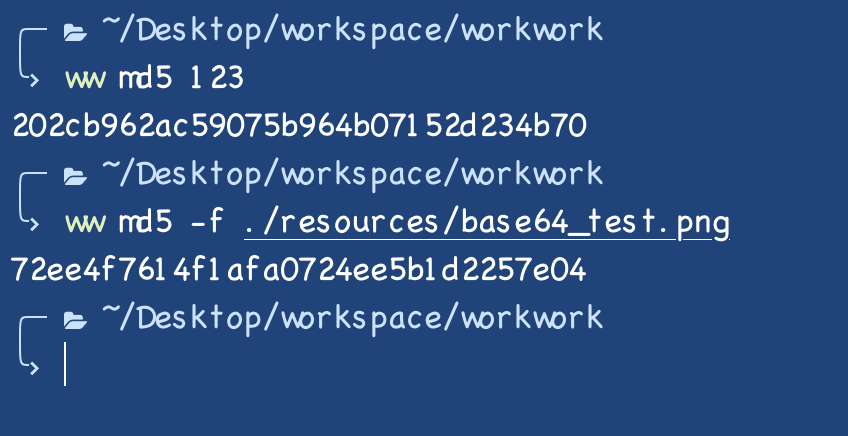 ~/Desktop/workspace/workwork
ww md5 123
202cb962ac59075b964b07152d234b70
~/Desktop/workspace/workwork
ww md5 -f ./resources/base64_test.png
72ee4f7614f1afa0724ee5b1d2257e04
~/Desktop/workspace/workwork